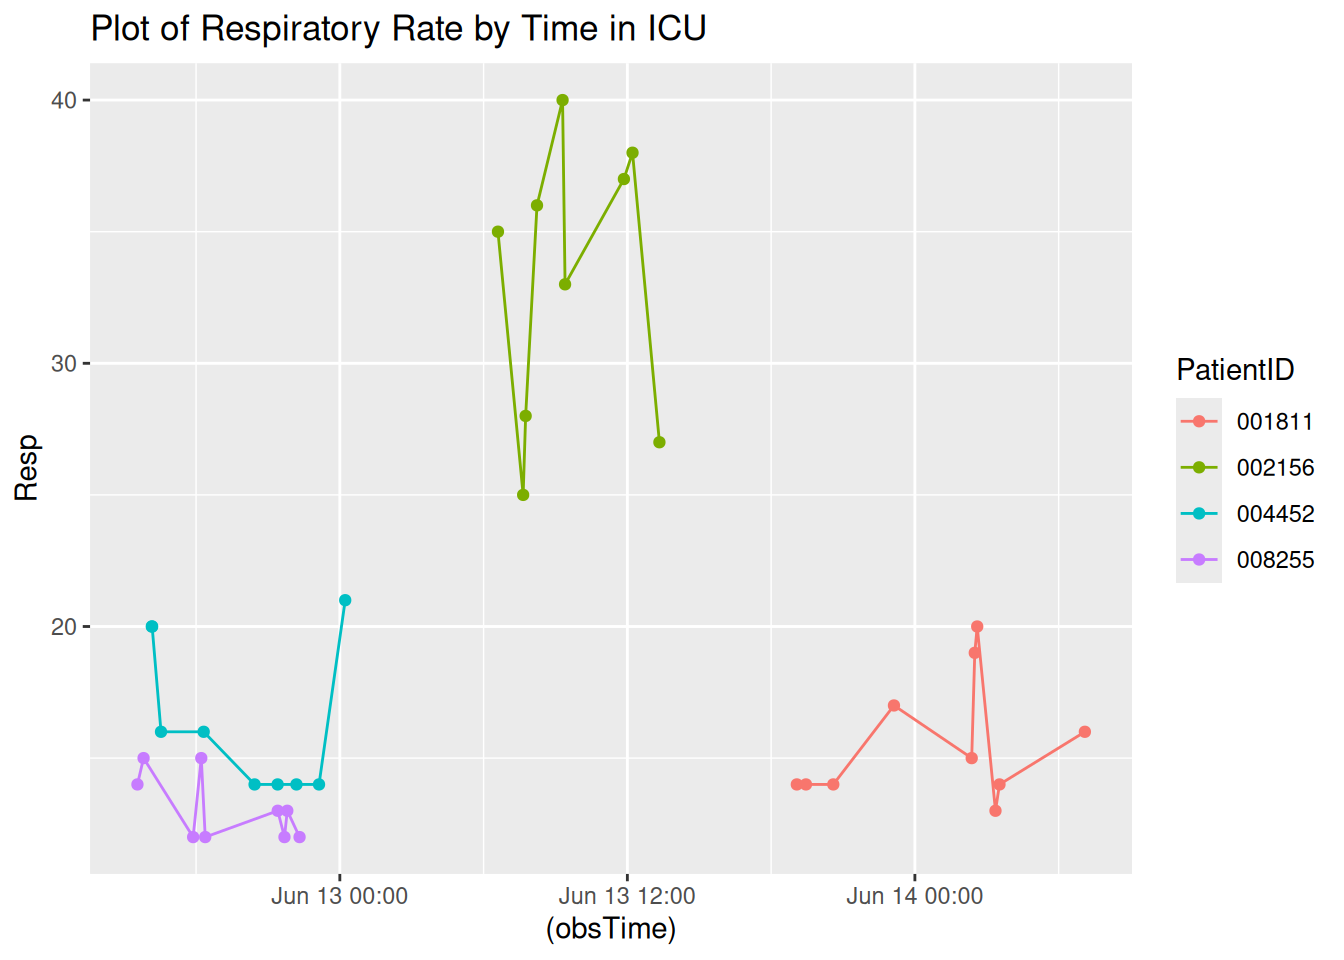 Plot of Respiratory Rate by Time in ICU
40
30
20
Resp
Jun 13 00:00
Jun 13 12:00
Jun 14 00:00
(obsTime)
PatientID
001811
002156
004452
008255